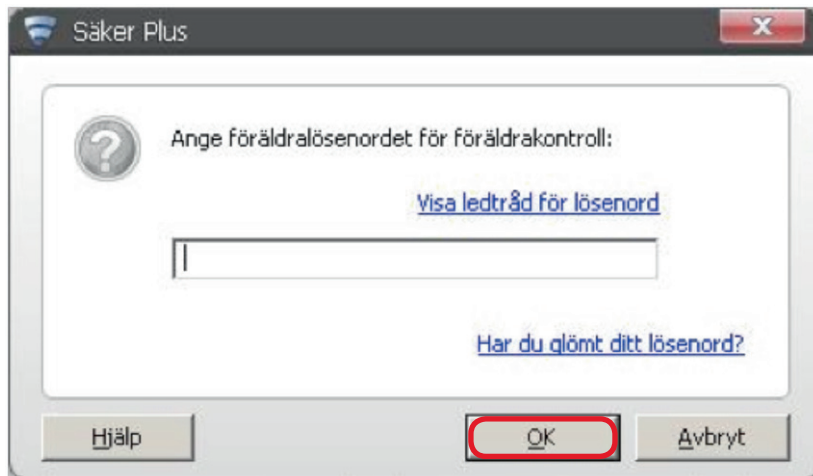 Säker Plus
Ange föräldralösenordet för föräldrakontroll:
Visa ledtråd för lösenord
Har du glömt ditt lösenord?
Hjälp
OK
Avbryt